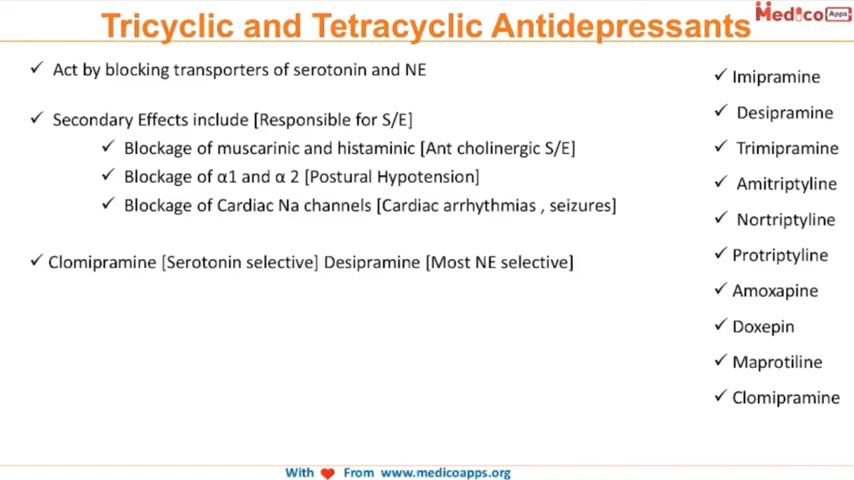 Tricyclic and Tetracyclic Antidepressants
Medico Apps
✓ Act by blocking transporters of serotonin and NE
✓ Secondary Effects include [Responsible for S/E]
✓ Blockage of muscarinic and histaminic [Ant cholinergic S/E]
✓ Blockage of α1 and α 2 [Postural Hypotension]
✓ Blockage of Cardiac Na channels [Cardiac arrhythmias , seizures]
✓ Clomipramine [Serotonin selective] Desipramine [Most NE selective]
✓ Imipramine
✓ Desipramine
✓ Trimipramine
✓ Amitriptyline
✓ Nortriptyline
✓ Protriptyline
✓ Amoxapine
✓ Doxepin
✓ Maprotiline
✓ Clomipramine
With ❤ From www.medicoapps.org